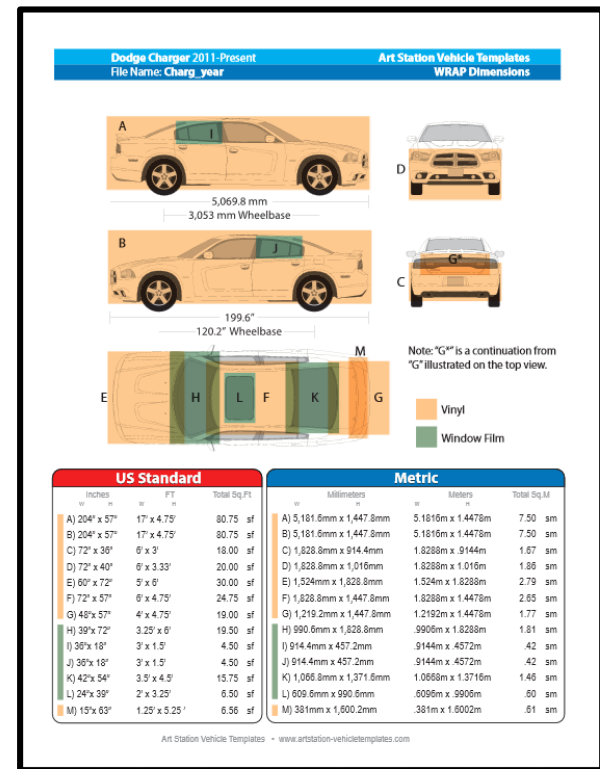 Dodge Charger 2011-Present
Art Station Vehicle Templates
File Name: Charg_year
WRAP Dimensions
A
I
D
5,069.8 mm
3,053 mm Wheelbase
B
J
G*
C
199.6"
120.2" Wheelbase
M
E
H
L
F
K
G
Note: "G*" is a continuation from
"G" illustrated on the top view.
Vinyl
Window Film
US Standard
Inches FT Total Sq.Ft
W H W H
A) 204" x 57" 17' x 4.75' 80.75 sf
B) 204" x 57" 17' x 4.75' 80.75 sf
C) 72" x 36" 6' x 3' 18.00 sf
D) 72" x 40" 6' x 3.33' 20.00 sf
E) 60" x 72" 5' x 6' 30.00 sf
F) 72" x 57" 6' x 4.75' 24.75 sf
G) 48"x 57" 4' x 4.75' 19.00 sf
H) 39"x 72" 3.25' x 6' 19.50 sf
I) 36"x 18" 3' x 1.5' 4.50 sf
J) 36"x 18" 3' x 1.5' 4.50 sf
K) 42"x 54" 3.5' x 4.5' 15.75 sf
L) 24"x 39" 2' x 3.25' 6.50 sf
M) 15"x 63" 1.25' x 5.25 ' 6.56 sf
Metric
Millimeters Meters Total Sq.M
W H W H
A) 5,181.6mm x 1,447.8mm 5.1816m x 1.4478m 7.50 sm
B) 5,181.6mm x 1,447.8mm 5.1816m x 1.4478m 7.50 sm
C) 1,828.8mm x 914.4mm 1.8288m x .9144m 1.67 sm
D) 1,828.8mm x 1,016mm 1.8288m x 1.016m 1.86 sm
E) 1,524mm x 1,828.8mm 1.524m x 1.8288m 2.79 sm
F) 1,828.8mm x 1,447.8mm 1.8288m x 1.4478m 2.65 sm
G) 1,219.2mm x 1,447.8mm 1.2192m x 1.4478m 1.77 sm
H) 990.6mm x 1,828.8mm .9906m x 1.8288m 1.81 sm
I) 914.4mm x 457.2mm .9144m x .4572m .42 sm
J) 914.4mm x 457.2mm .9144m x .4572m .42 sm
K) 1,066.8mm x 1,371.6mm 1.0668m x 1.3716m 1.46 sm
L) 609.6mm x 990.6mm .6096m x .9906m .60 sm
M) 381mm x 1,600.2mm .381m x 1.6002m .61 sm
Art Station Vehicle Templates • www.artstation-vehicletemplates.com